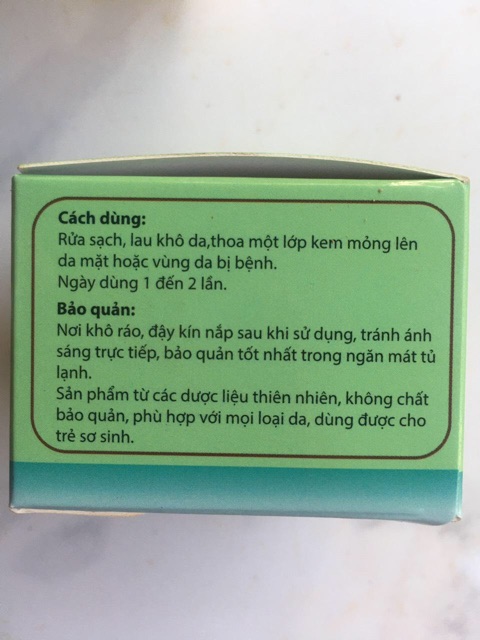 Cách dùng:
Rửa sạch, lau khô da,thoa một lớp kem mỏng lên
da mặt hoặc vùng da bị bệnh.
Ngày dùng 1 đến 2 lần.
Bảo quản:
Nơi khô ráo, đậy kín nắp sau khi sử dụng, tránh ánh
sáng trực tiếp, bảo quản tốt nhất trong ngăn mát tủ
lạnh.
Sản phẩm từ các dược liệu thiên nhiên, không chất
bảo quản, phù hợp với mọi loại da, dùng được cho
trẻ sơ sinh.